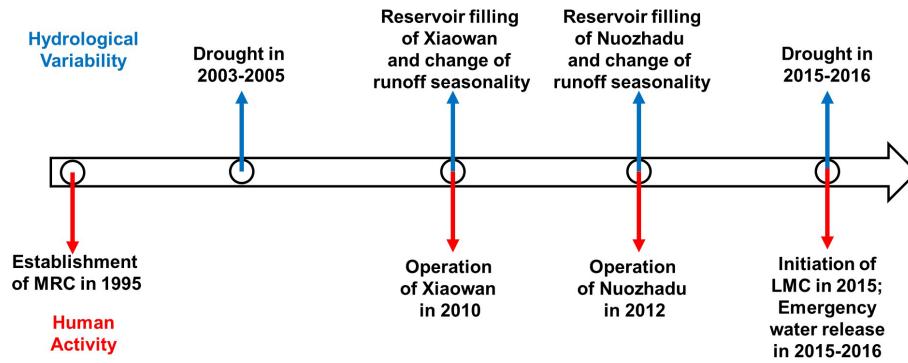 Hydrological
Variability
Drought in
2003-2005
Reservoir filling
of Xiaowan
and change of
runoff seasonality
Reservoir filling
of Nuozhadu
and change of
runoff seasonality
Drought in
2015-2016
Establishment
of MRC in 1995
Human
Activity
Operation
of Xiaowan
in 2010
Operation
of Nuozhadu
in 2012
Initiation of
LMC in 2015;
Emergency
water release
in 2015-2016